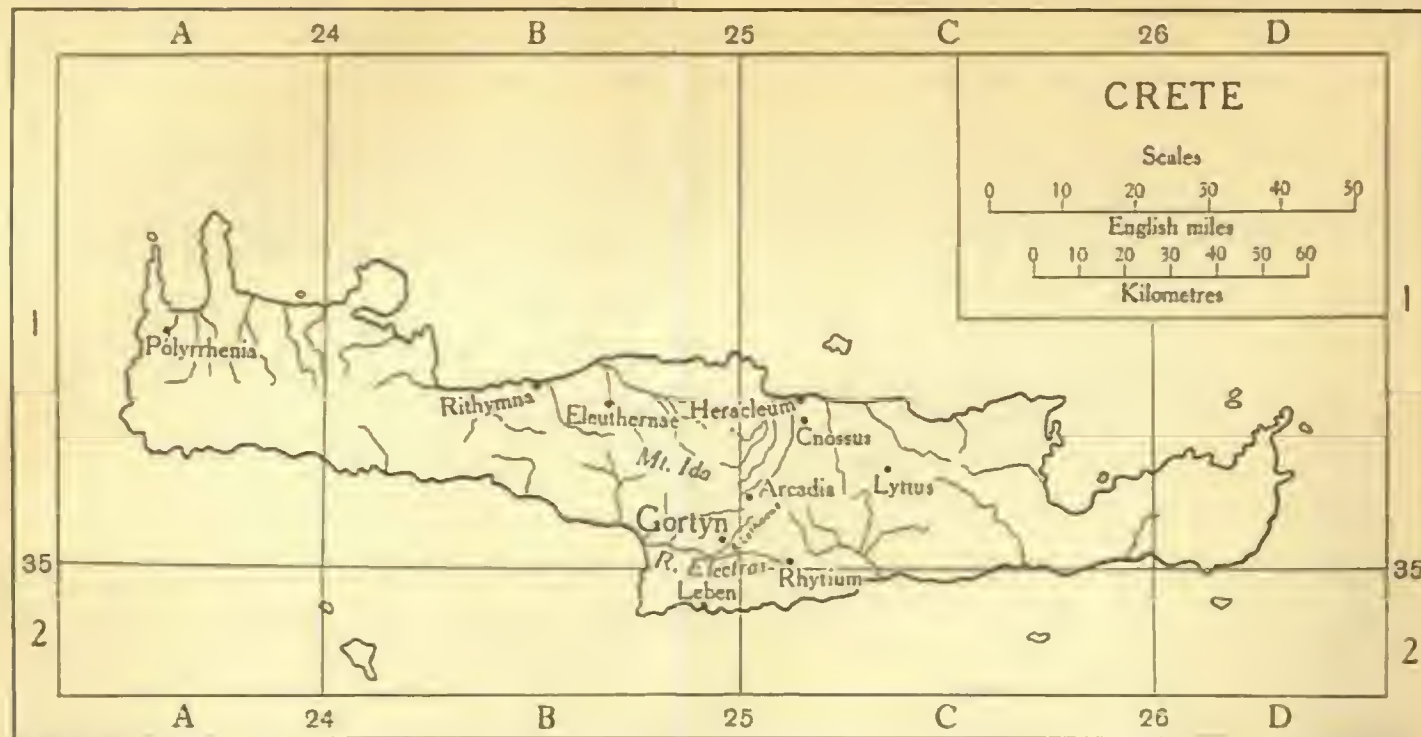 A 24 B 25 C 26 D
CRETE
Scales
0 10 20 30 40 50
English miles
0 10 20 30 40 50 60
Kilometres
1 1
Polyrrhenia
Rithymna
Eleuthernae
Heracleum
Cnossus
Mt. Ida
Arcadia
Lyttus
Gortyn
35 35
R. Electras
Rhytium
Leben
2 2
A 24 B 25 C 26 D